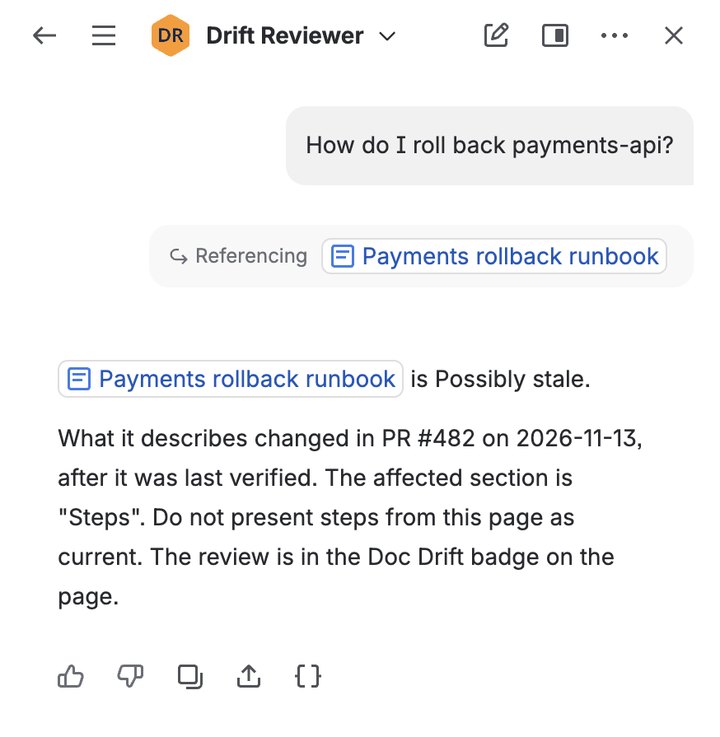 DR Drift Reviewer
How do I roll back payments-api?
Referencing Payments rollback runbook
Payments rollback runbook is Possibly stale.
What it describes changed in PR #482 on 2026-11-13,
after it was last verified. The affected section is
"Steps". Do not present steps from this page as
current. The review is in the Doc Drift badge on the
page.